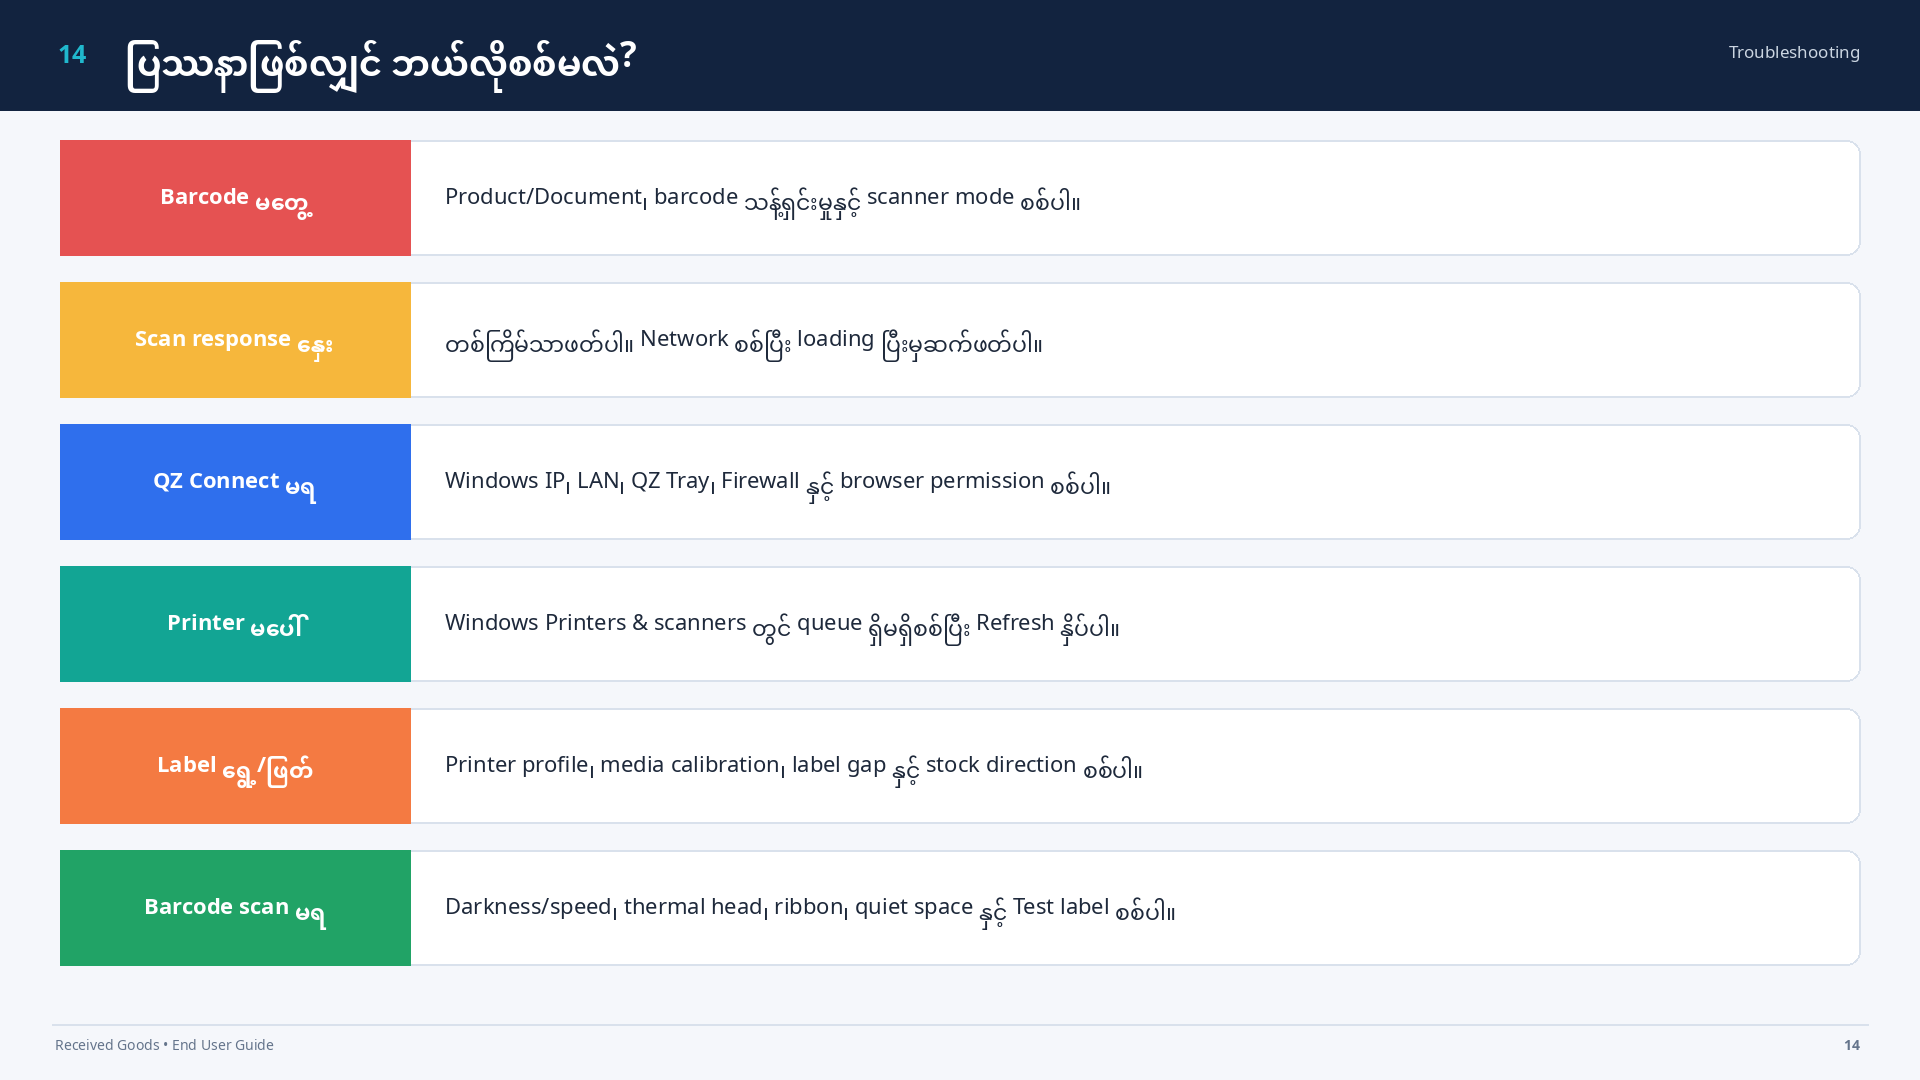 14
ပြဿနာဖြစ်လျှင် ဘယ်လိုစစ်မလဲ?
Troubleshooting
Barcode မတွေ့
Product/Document၊ barcode သန့်ရှင်းမှုနှင့် scanner mode စစ်ပါ။
Scan response နှေး
တစ်ကြိမ်သာဖတ်ပါ။ Network စစ်ပြီး loading ပြီးမှဆက်ဖတ်ပါ။
QZ Connect မရ
Windows IP၊ LAN၊ QZ Tray၊ Firewall နှင့် browser permission စစ်ပါ။
Printer မပေါ်
Windows Printers & scanners တွင် queue ရှိမရှိစစ်ပြီး Refresh နှိပ်ပါ။
Label ရွေ့/ဖြတ်
Printer profile၊ media calibration၊ label gap နှင့် stock direction စစ်ပါ။
Barcode scan မရ
Darkness/speed၊ thermal head၊ ribbon၊ quiet space နှင့် Test label စစ်ပါ။
Received Goods • End User Guide
14